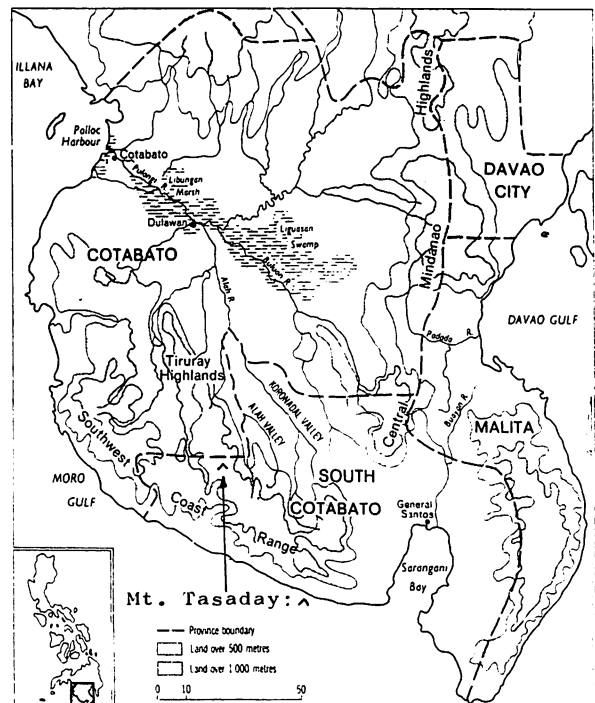 ILLANA
BAY
Polloc
Harbour
Cotabato
Pulangi R.
Libungan
Marsh
Dulawan
Liguasan
Swamp
Buluan R.
COTABATO
Alah R.
Highlands
DAVAO
CITY
Mindanao
DAVAO GULF
Padada R.
Tiruray
Highlands
KORONADAL VALLEY
ALAH VALLEY
Central
Buayan R.
MALITA
Southwest
Coast
Range
MORO
GULF
SOUTH
COTABATO
General
Santos
Sarangani
Bay
Mt. Tasaday: ^
Province boundary
Land over 500 metres
Land over 1 000 metres
0 10 50